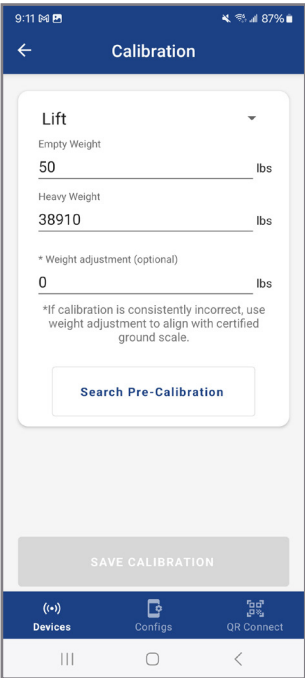 9:11 87%
Calibration
Lift
Empty Weight
50 lbs
Heavy Weight
38910 lbs
* Weight adjustment (optional)
0 lbs
*If calibration is consistently incorrect, use
weight adjustment to align with certified
ground scale.
Search Pre-Calibration
SAVE CALIBRATION
Devices Configs QR Connect